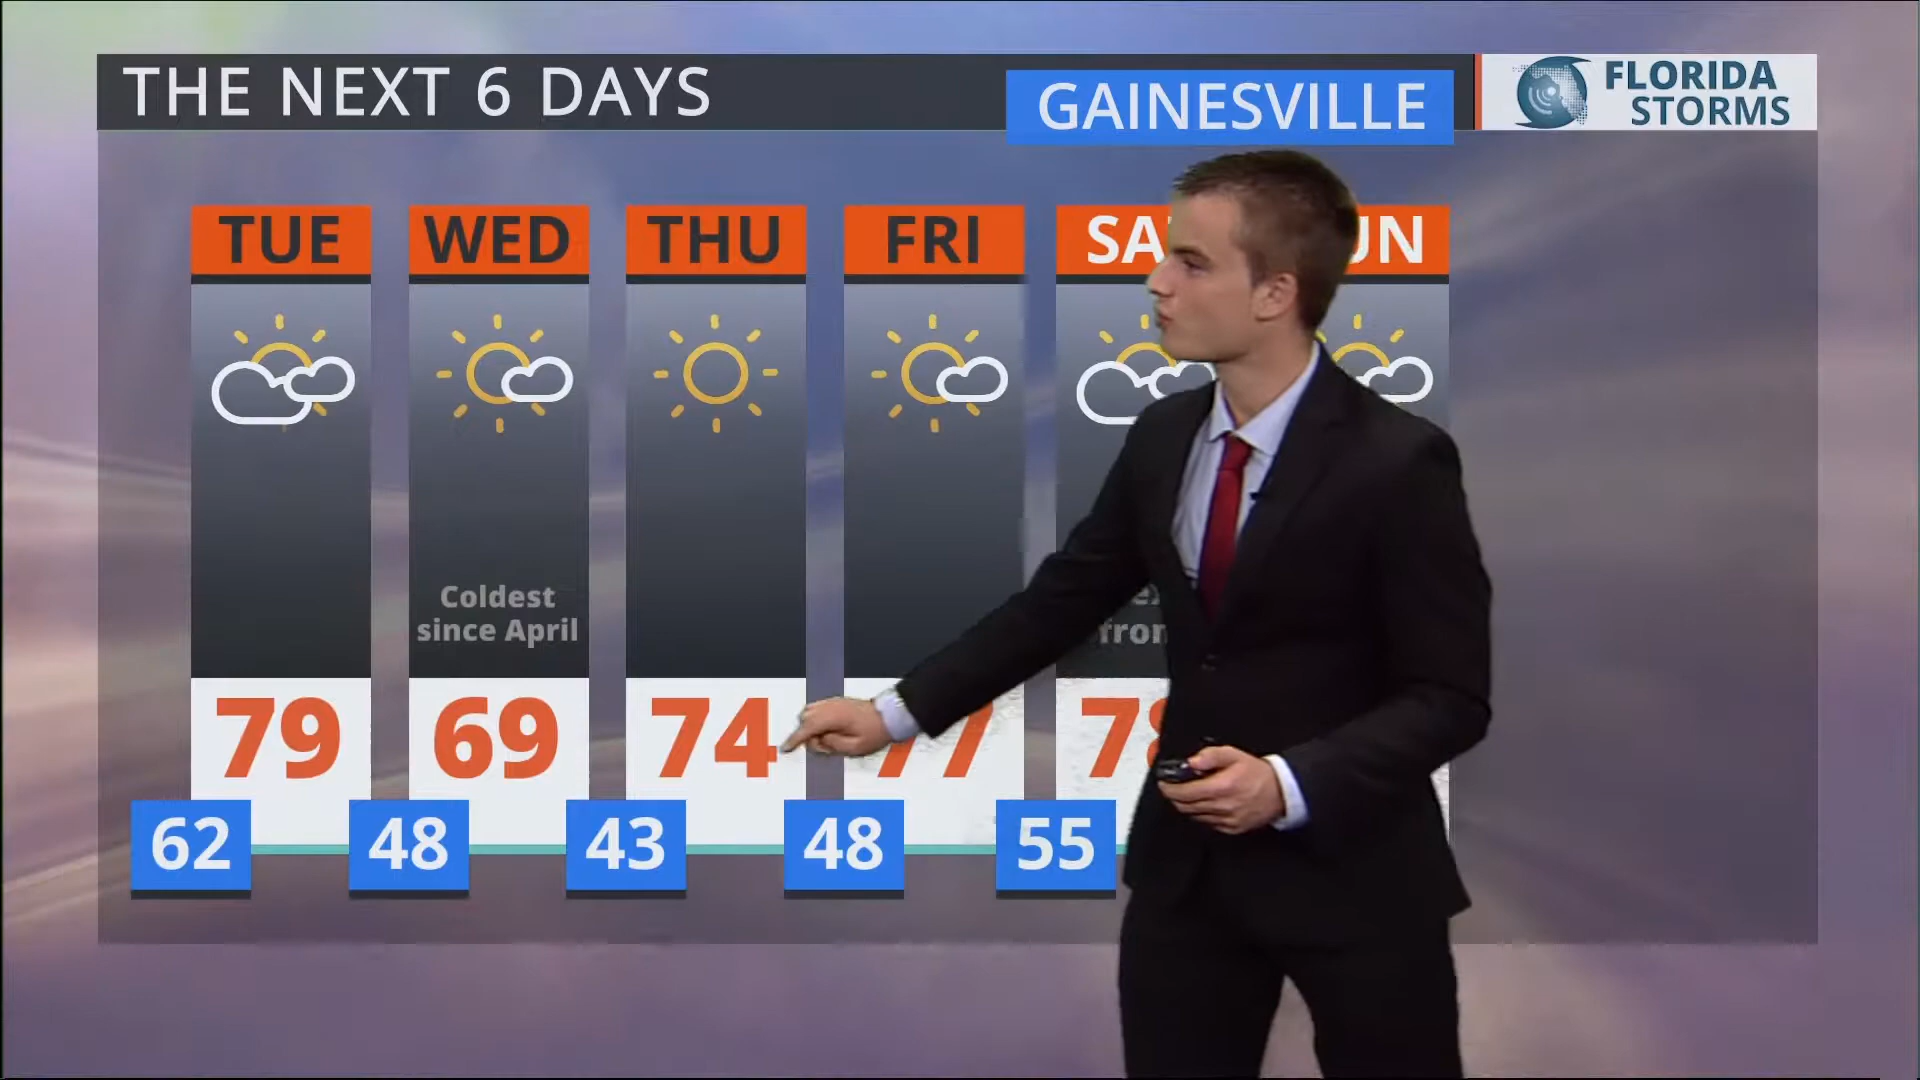 THE NEXT 6 DAYS
GAINESVILLE
FLORIDA
STORMS
TUE
WED
THU
FRI
Coldest
since April
79
69
74
77
62
48
43
48
55